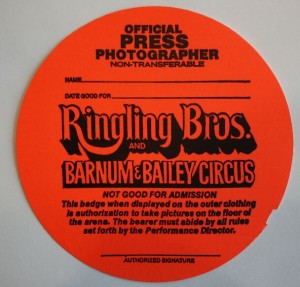 OFFICIAL
PRESS
PHOTOGRAPHER
NON-TRANSFERABLE
NAME
DATE GOOD FOR
Ringling Bros.
AND
BARNUM & BAILEY CIRCUS
NOT GOOD FOR ADMISSION
This badge when displayed on the outer clothing
is authorization to take pictures on the floor of
the arena. The bearer must abide by all rules
set forth by the Performance Director.
AUTHORIZED SIGNATURE